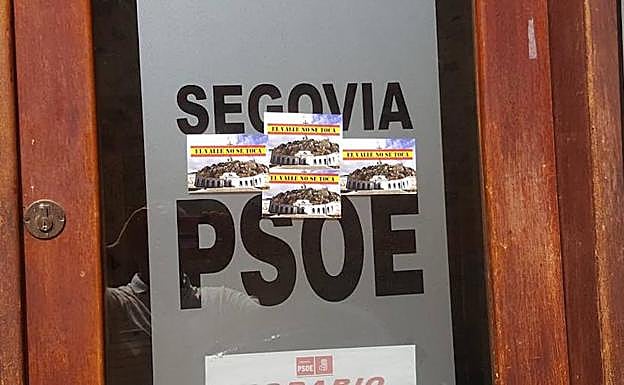 SEGOVIA
EL VALLE NO SE TOCA
EL VALLE NO SE TOCA
EL VALLE NO SE TOCA
EL VALLE NO SE TOCA
PSOE
PSOE
HORARIO